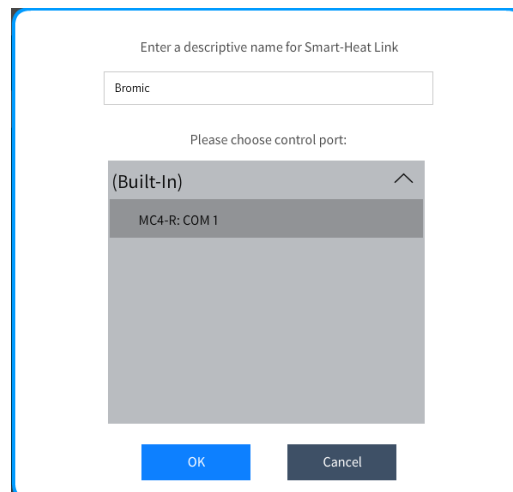 Enter a descriptive name for Smart-Heat Link
Bromic
Please choose control port:
(Built-In)
MC4-R: COM 1
OK
Cancel